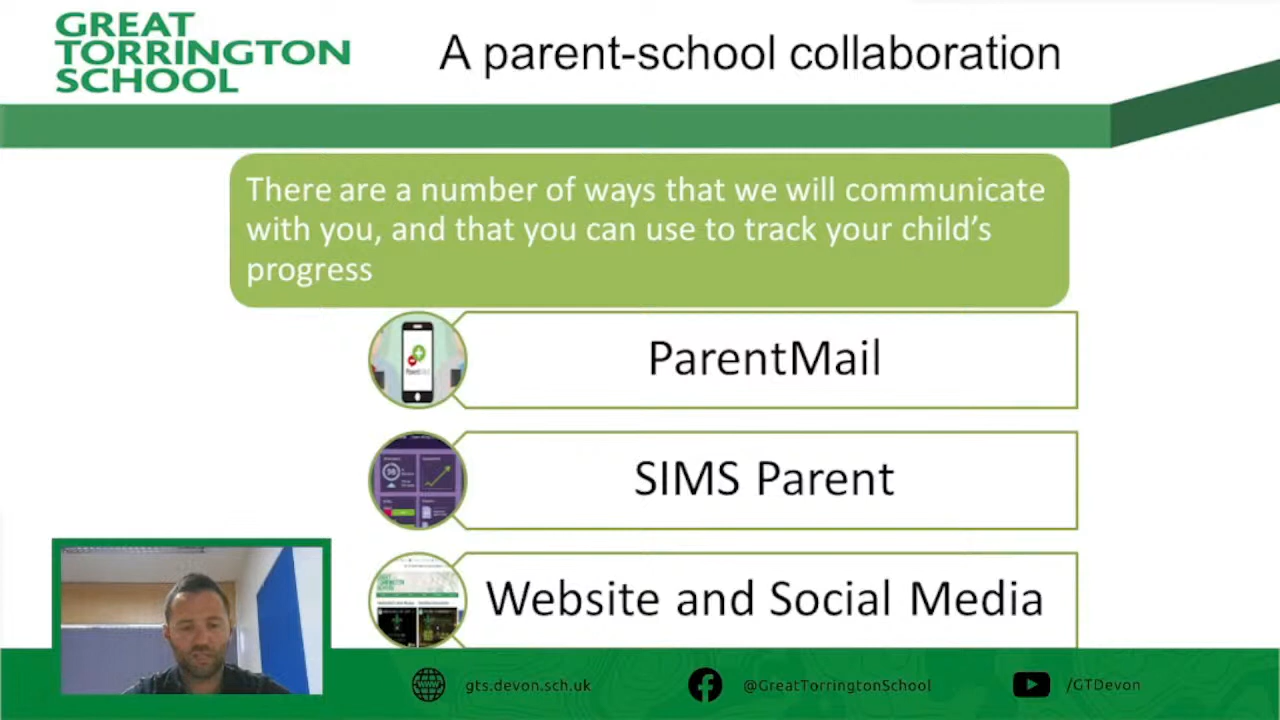 GREAT
TORRINGTON
SCHOOL
A parent-school collaboration
There are a number of ways that we will communicate
with you, and that you can use to track your child's
progress
ParentMail
SIMS Parent
Website and Social Media
gts.devon.sch.uk
@GreatTorringtonSchool
/GTDevon